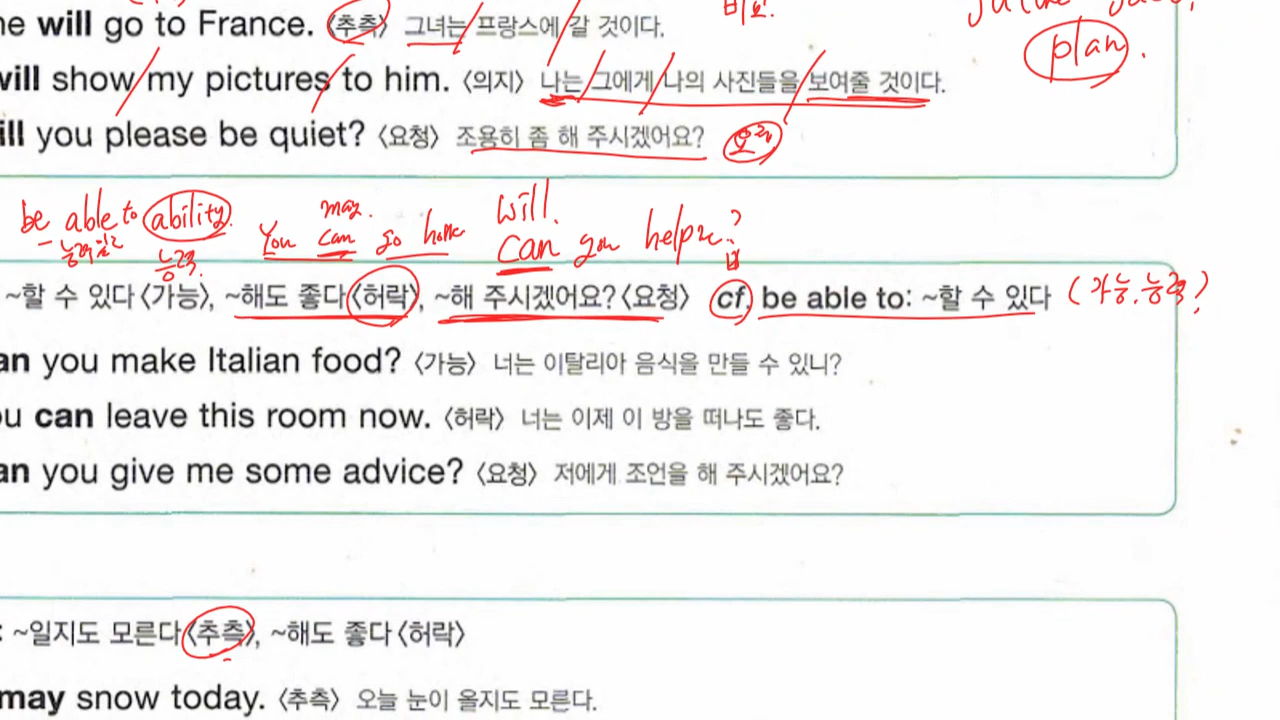 he will go to France. 〈추측〉 그녀는 프랑스에 갈 것이다.
plan.
will show my pictures to him. 〈의지〉 나는 그에게 나의 사진들을 보여줄 것이다.
ill you please be quiet? 〈요청〉 조용히 좀 해 주시겠어요?
be able to ability. You may. can go home will. can you help me?
능력.
~할 수 있다〈가능〉, ~해도 좋다〈허락〉, ~해 주시겠어요?〈요청〉 cf. be able to: ~할 수 있다 (가능.능력)
an you make Italian food? 〈가능〉 너는 이탈리아 음식을 만들 수 있니?
ou can leave this room now. 〈허락〉 너는 이제 이 방을 떠나도 좋다.
an you give me some advice? 〈요청〉 저에게 조언을 해 주시겠어요?
: ~일지도 모른다〈추측〉, ~해도 좋다〈허락〉
may snow today. 〈추측〉 오늘 눈이 올지도 모른다.